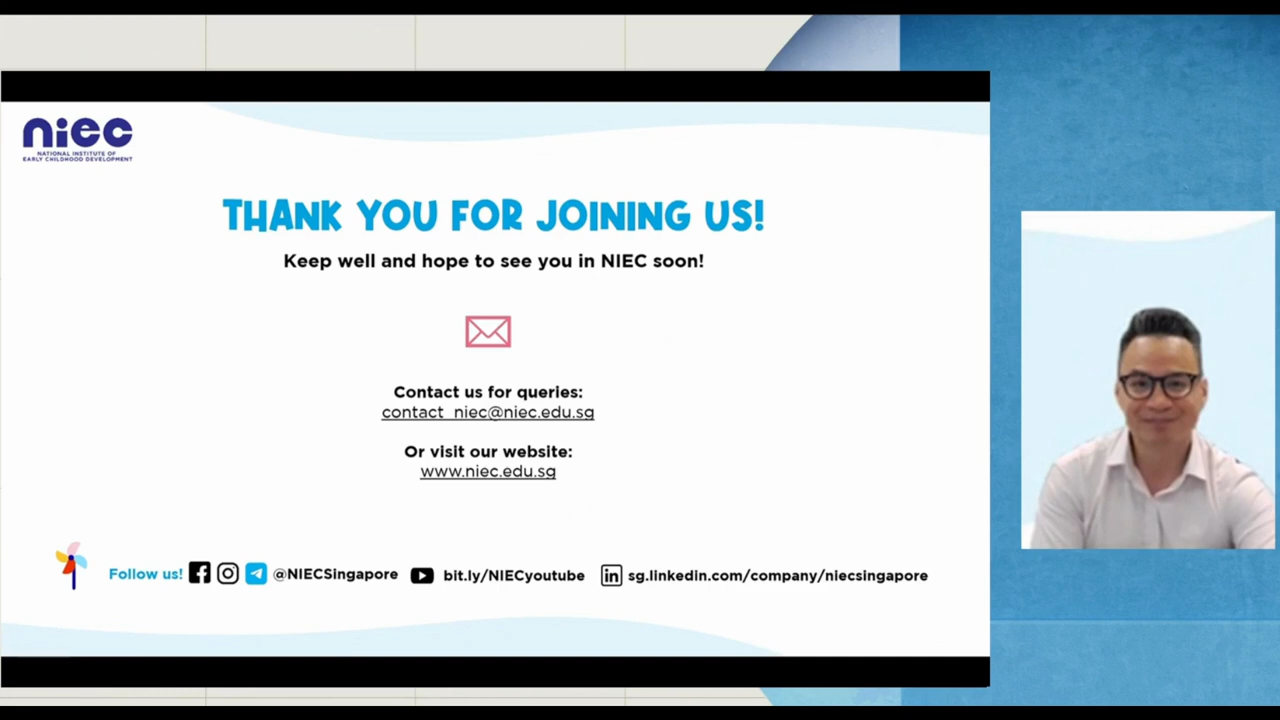 niec
NATIONAL INSTITUTE OF
EARLY CHILDHOOD DEVELOPMENT
THANK YOU FOR JOINING US!
Keep well and hope to see you in NIEC soon!
Contact us for queries:
contact_niec@niec.edu.sg
Or visit our website:
www.niec.edu.sg
Follow us! @NIECSingapore bit.ly/NIECyoutube in sg.linkedin.com/company/niecsingapore